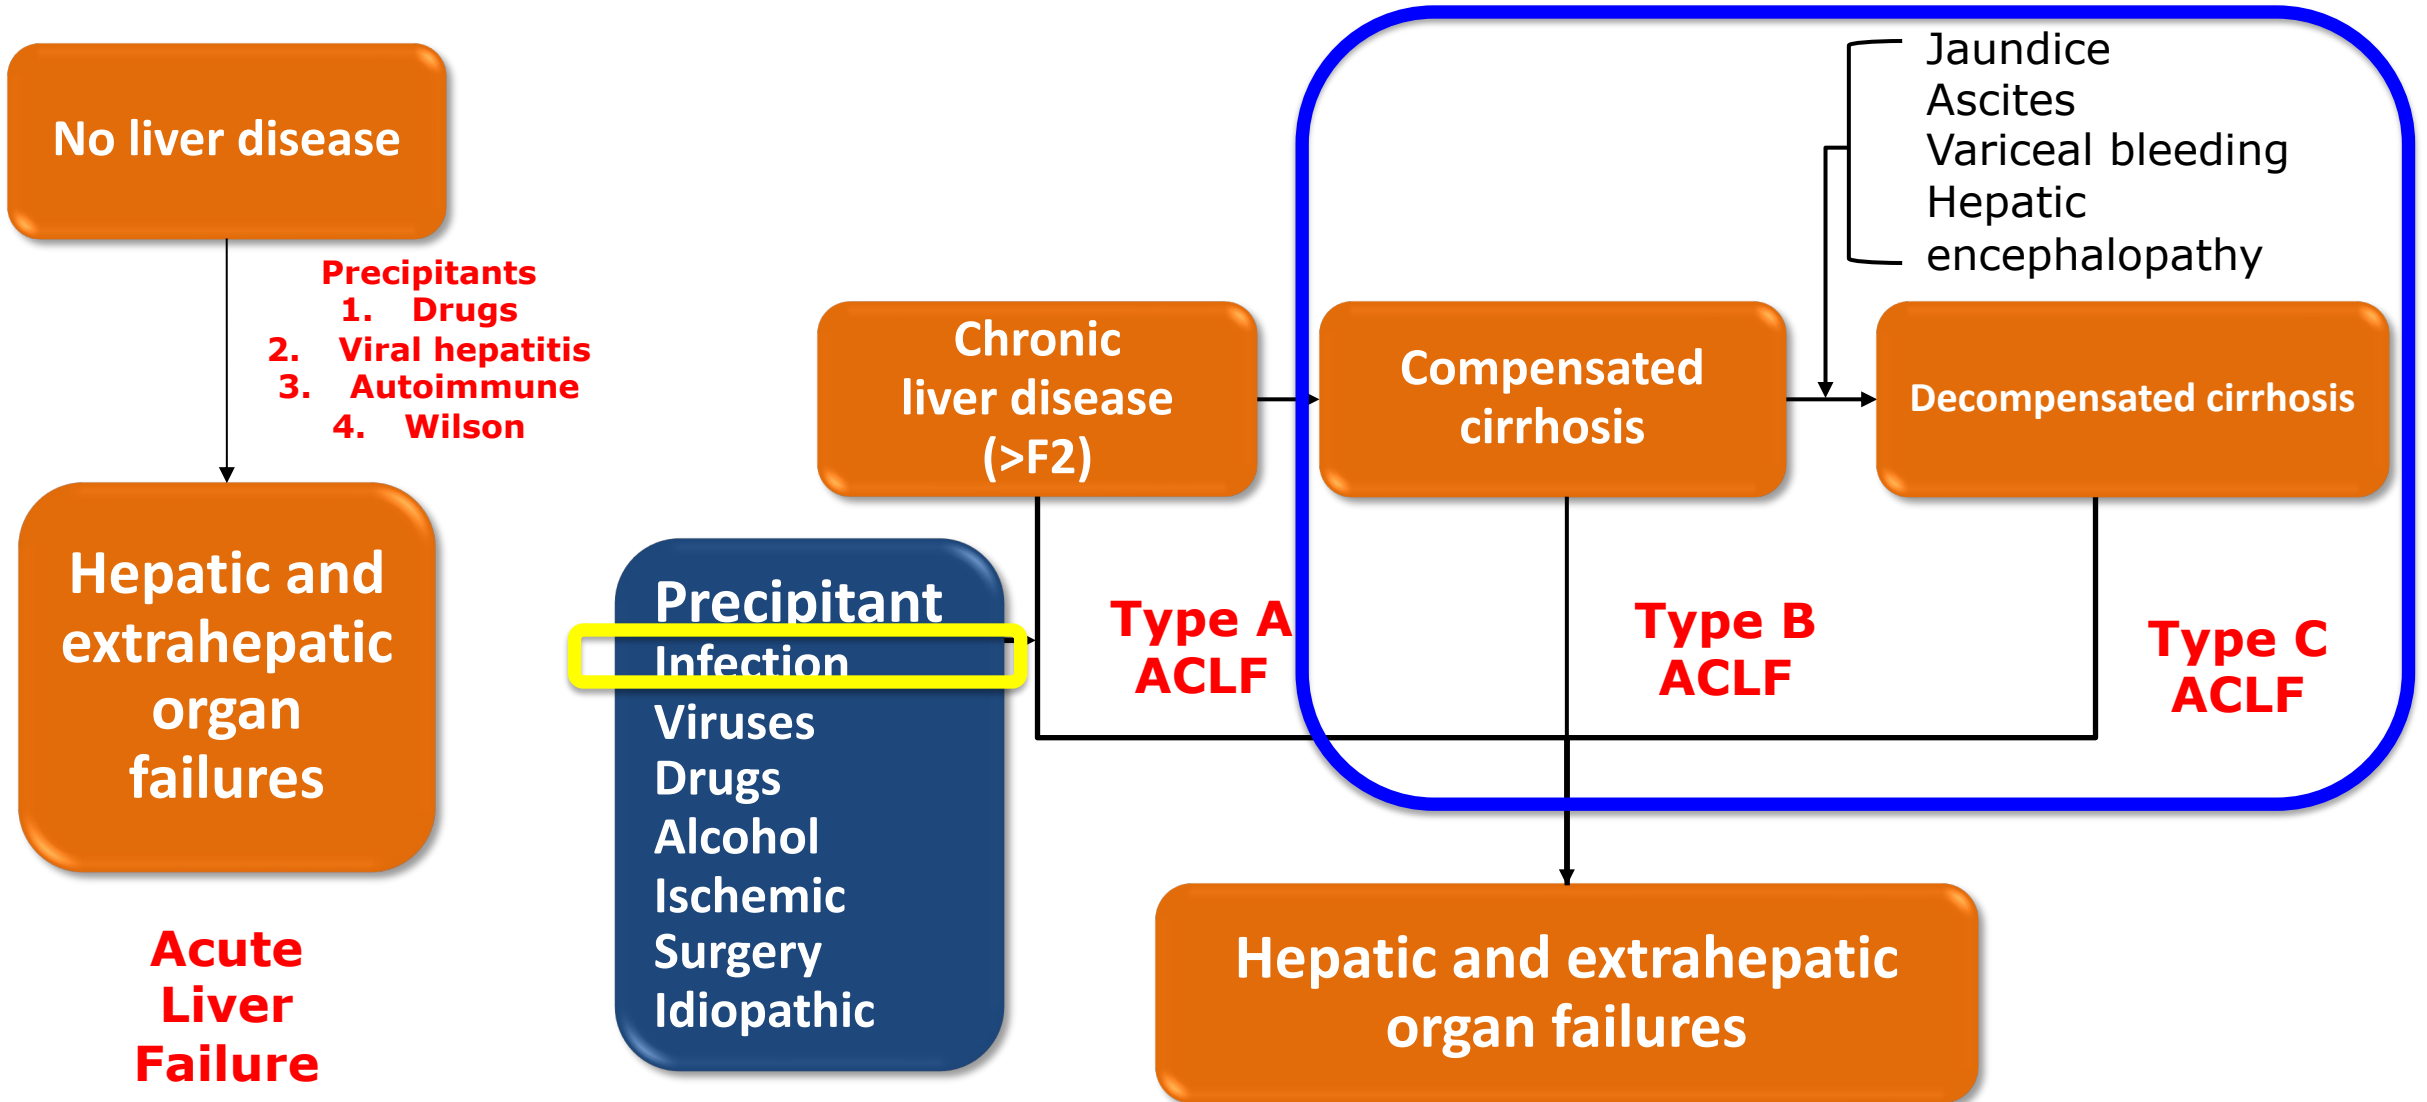 No liver disease
Precipitants
1. Drugs
2. Viral hepatitis
3. Autoimmune
4. Wilson
Hepatic and
extrahepatic
organ
failures
Acute
Liver
Failure
Jaundice
Ascites
Variceal bleeding
Hepatic
encephalopathy
Chronic
liver disease
(>F2)
Compensated
cirrhosis
Decompensated cirrhosis
Precipitant
Infection
Viruses
Drugs
Alcohol
Ischemic
Surgery
Idiopathic
Type A
ACLF
Type B
ACLF
Type C
ACLF
Hepatic and extrahepatic
organ failures